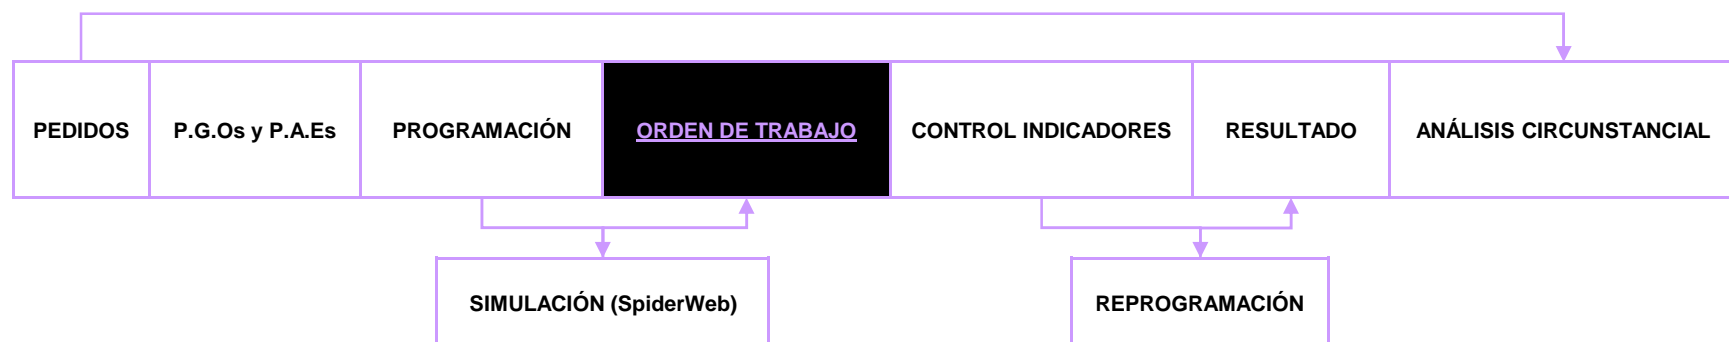 PEDIDOS
P.G.Os y P.A.Es
PROGRAMACIÓN
ORDEN DE TRABAJO
CONTROL INDICADORES
RESULTADO
ANÁLISIS CIRCUNSTANCIAL
SIMULACIÓN (SpiderWeb)
REPROGRAMACIÓN